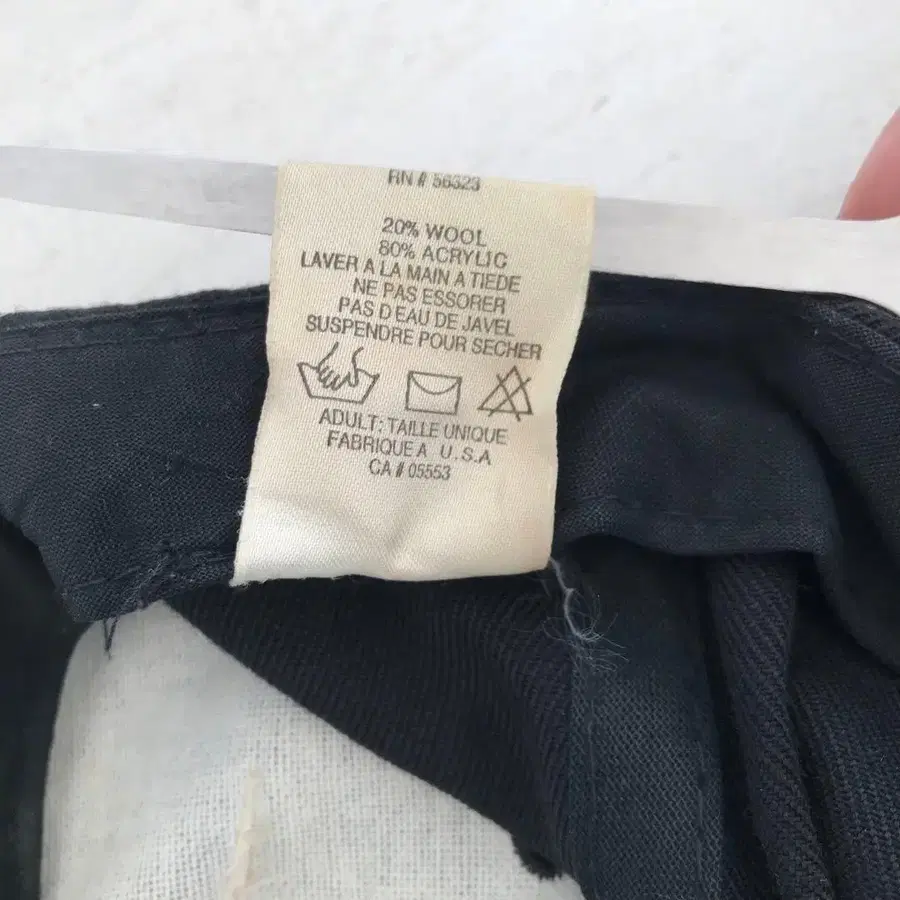 RN # 56323
20% WOOL
80% ACRYLIC
LAVER A LA MAIN A TIEDE
NE PAS ESSORER
PAS D EAU DE JAVEL
SUSPENDRE POUR SECHER
ADULT: TAILLE UNIQUE
FABRIQUE A U.S.A
CA # 05553